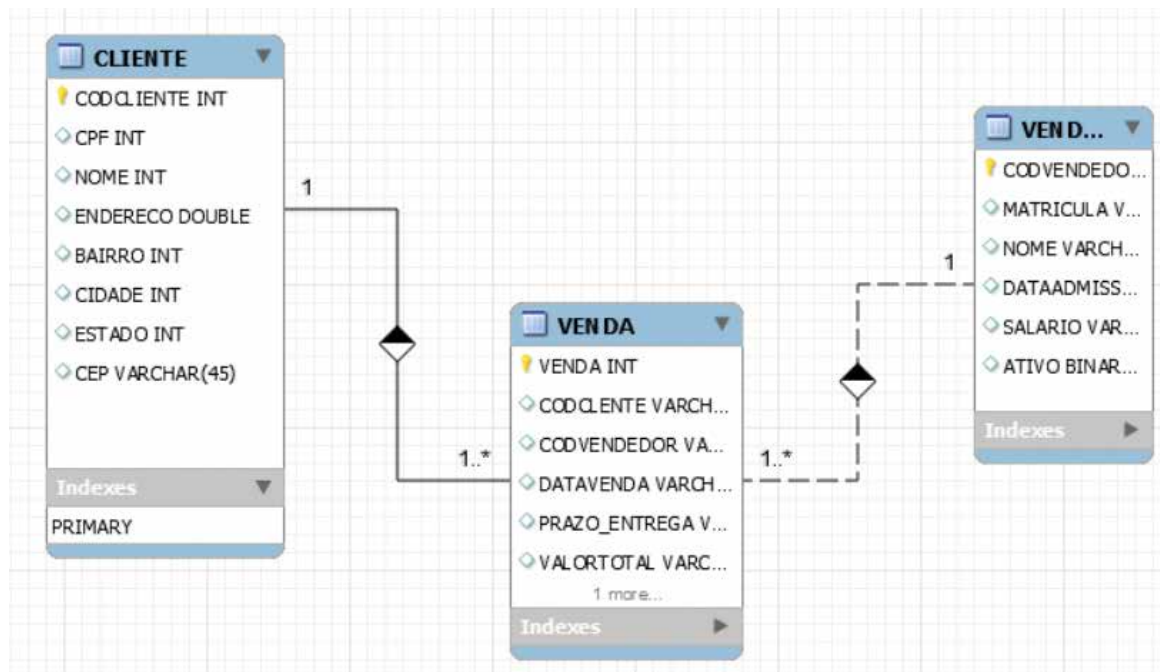 CLIENTE
CODCLIENTE INT
CPF INT
NOME INT
ENDERECO DOUBLE
BAIRRO INT
CIDADE INT
ESTADO INT
CEP VARCHAR(45)
Indexes
PRIMARY
1
1..*
VENDA
VENDA INT
CODCLENTE VARCH...
CODVENDEDOR VA...
DATAVENDA VARCH...
PRAZO_ENTREGA V...
VALORTOTAL VARC...
1 more...
Indexes
1..*
1
VEND...
CODVENDEDO...
MATRICULA V...
NOME VARCH...
DATAADMISS...
SALARIO VAR...
ATIVO BINAR...
Indexes